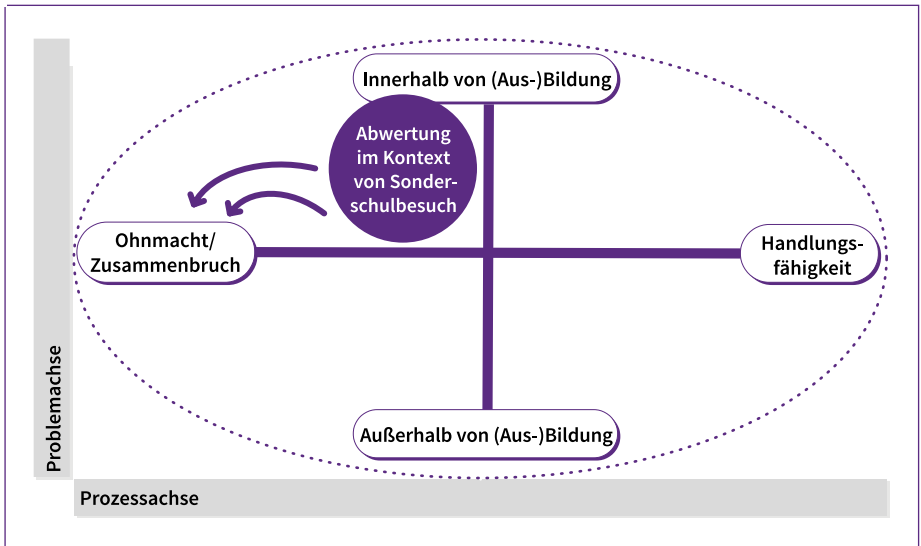 Innerhalb von (Aus-)Bildung
Abwertung
im Kontext
von Sonder-
schulbesuch
Ohnmacht/
Zusammenbruch
Handlungs-
fähigkeit
Außerhalb von (Aus-)Bildung
Problemachse
Prozessachse